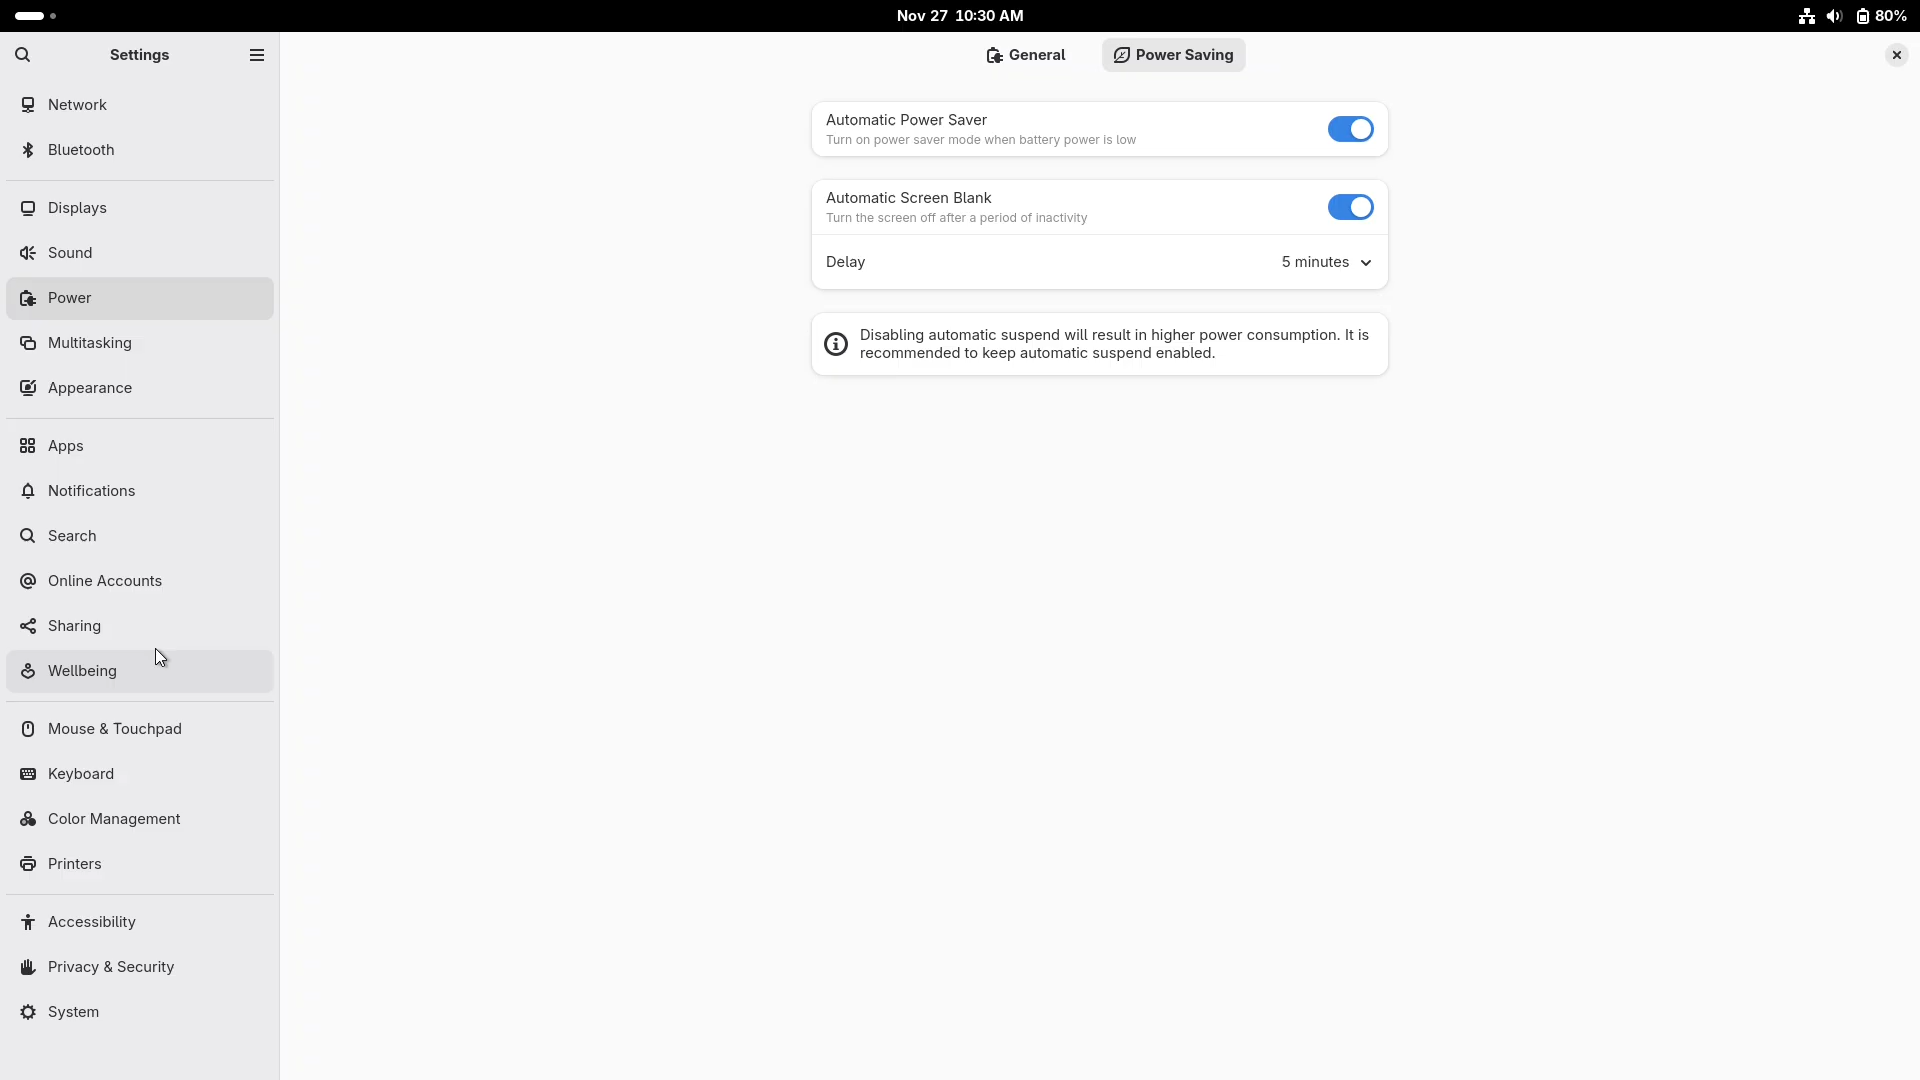 Nov 27 10:30 AM
80%
Settings
General
Power Saving
Network
Bluetooth
Displays
Sound
Power
Multitasking
Appearance
Apps
Notifications
Search
Online Accounts
Sharing
Wellbeing
Mouse & Touchpad
Keyboard
Color Management
Printers
Accessibility
Privacy & Security
System
Automatic Power Saver
Turn on power saver mode when battery power is low
Automatic Screen Blank
Turn the screen off after a period of inactivity
Delay
5 minutes
Disabling automatic suspend will result in higher power consumption. It is
recommended to keep automatic suspend enabled.